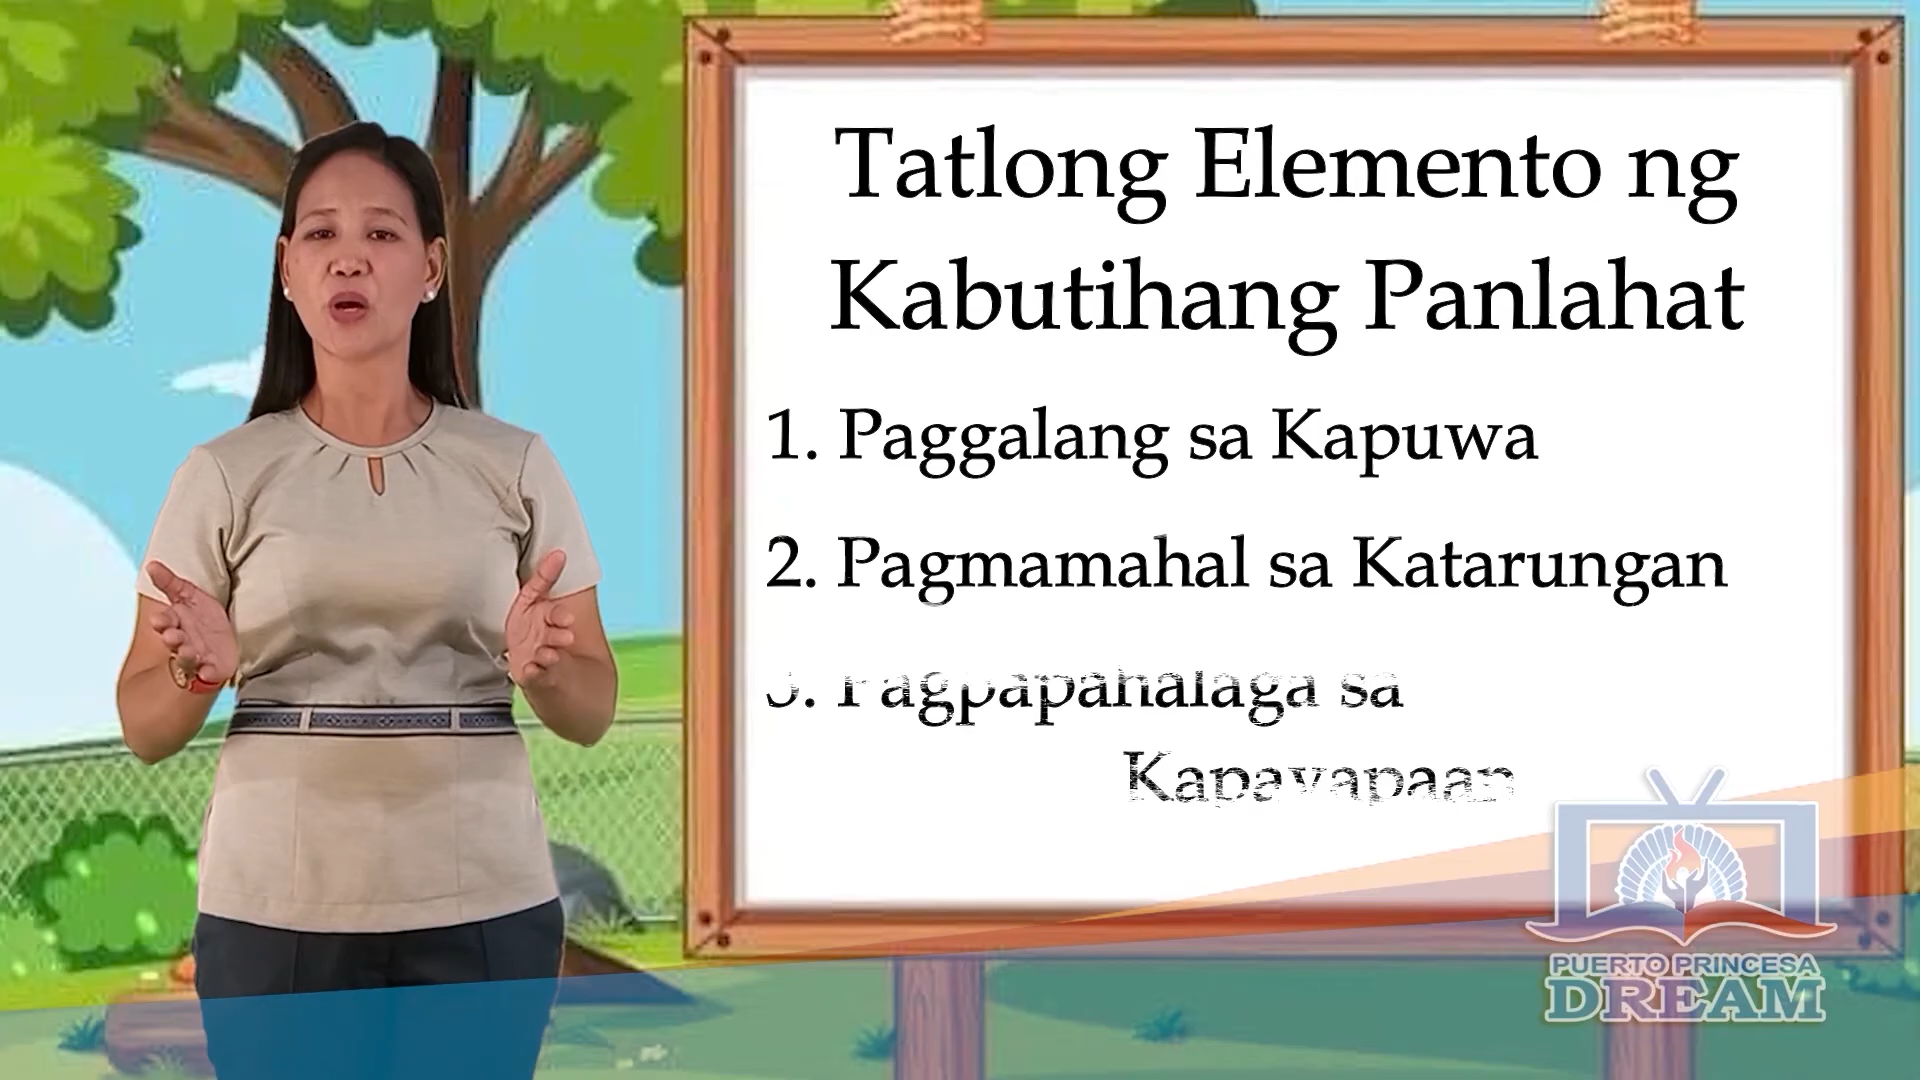 Tatlong Elemento ng
Kabutihang Panlahat
1. Paggalang sa Kapuwa
2. Pagmamahal sa Katarungan
3. Pagpapahalaga sa
Kapayapaan
PUERTO PRINCESA
DREAM